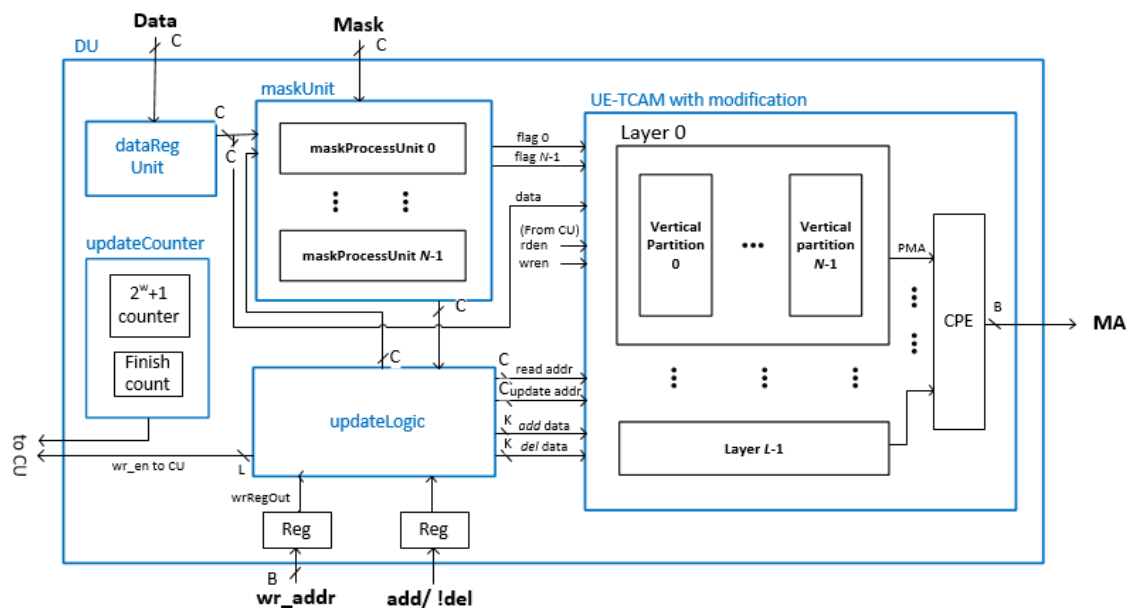 Data
Mask
C
C
DU
maskUnit
UE-TCAM with modification
C
dataReg
Unit
C
maskProcessUnit 0
maskProcessUnit N-1
flag 0
flag N-1
data
(From CU)
rden
wren
Layer 0
Vertical
Partition
0
Vertical
partition
N-1
PMA
CPE
B
MA
updateCounter
2ʷ+1
counter
Finish
count
C
C
updateLogic
C
read addr
C
update addr
K
add data
K
del data
Layer L-1
to CU
wr_en to CU
L
wrRegOut
Reg
Reg
B
wr_addr
add/ !del